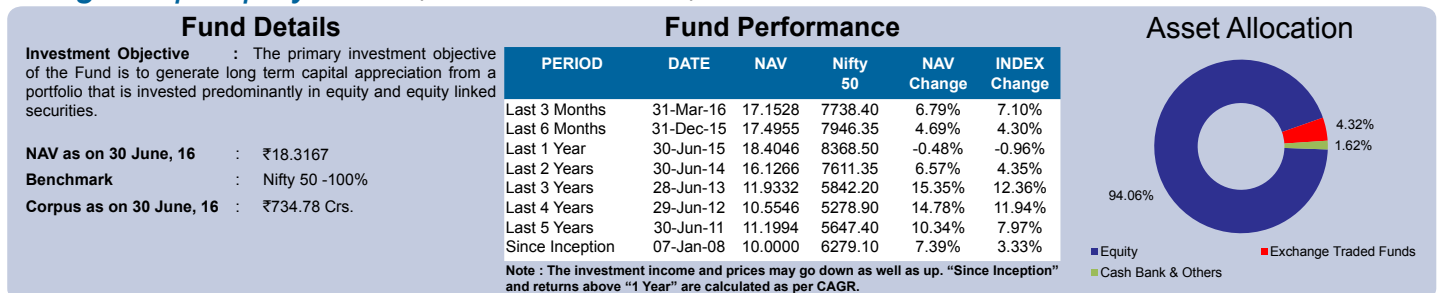 Fund Details
Investment Objective : The primary investment objective
of the Fund is to generate long term capital appreciation from a
portfolio that is invested predominantly in equity and equity linked
securities.
NAV as on 30 June, 16 : ₹18.3167
Benchmark : Nifty 50 -100%
Corpus as on 30 June, 16 : ₹734.78 Crs.
Fund Performance
PERIOD DATE NAV Nifty 50 NAV Change INDEX Change
Last 3 Months 31-Mar-16 17.1528 7738.40 6.79% 7.10%
Last 6 Months 31-Dec-15 17.4955 7946.35 4.69% 4.30%
Last 1 Year 30-Jun-15 18.4046 8368.50 -0.48% -0.96%
Last 2 Years 30-Jun-14 16.1266 7611.35 6.57% 4.35%
Last 3 Years 28-Jun-13 11.9332 5842.20 15.35% 12.36%
Last 4 Years 29-Jun-12 10.5546 5278.90 14.78% 11.94%
Last 5 Years 30-Jun-11 11.1994 5647.40 10.34% 7.97%
Since Inception 07-Jan-08 10.0000 6279.10 7.39% 3.33%
Note : The investment income and prices may go down as well as up. “Since Inception”
and returns above “1 Year” are calculated as per CAGR.
Asset Allocation
4.32%
1.62%
94.06%
Equity Exchange Traded Funds
Cash Bank & Others